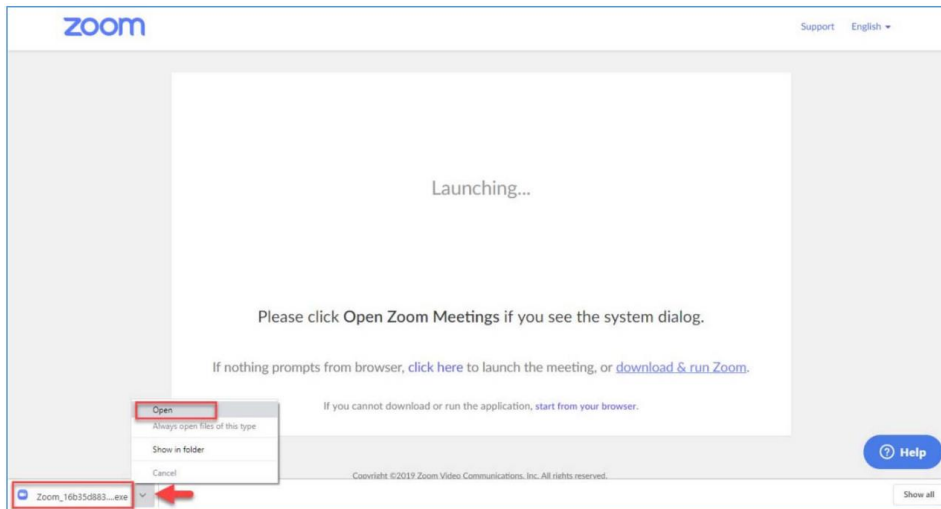 zoom
Support English
Launching...
Please click Open Zoom Meetings if you see the system dialog.
If nothing prompts from browser, click here to launch the meeting, or download & run Zoom.
If you cannot download or run the application, start from your browser.
Open
Always open files of this type
Show in folder
Cancel
Help
Copyright ©2019 Zoom Video Communications, Inc. All rights reserved.
Zoom_16b35d883....exe
Show all